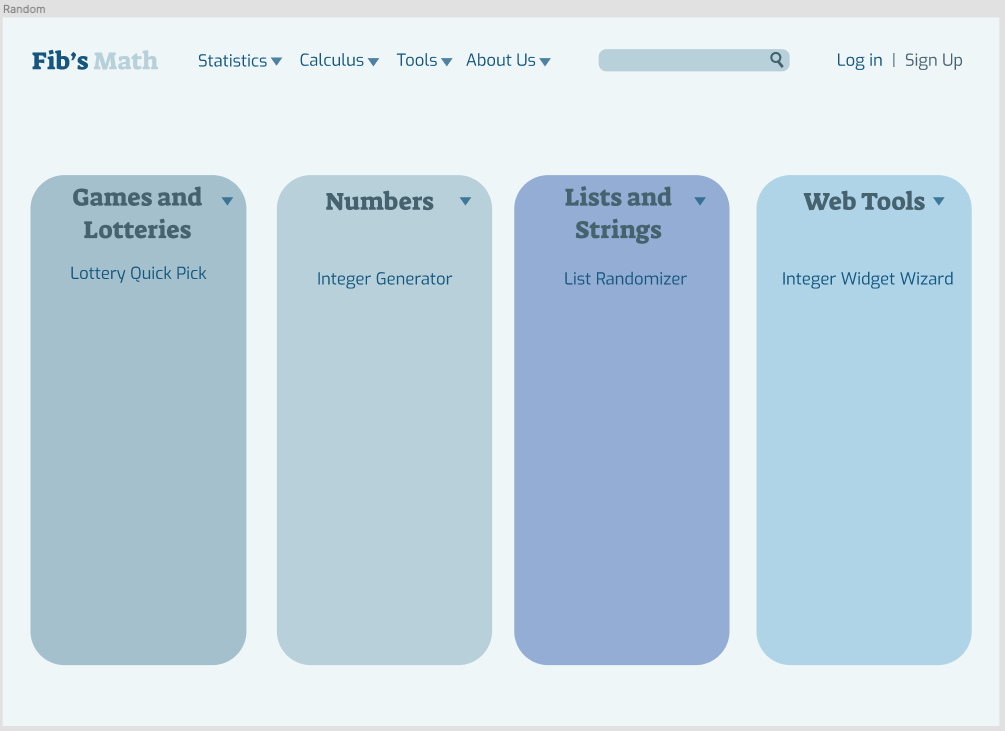 Random
Fib's Math Statistics Calculus Tools About Us Log in | Sign Up
Games and
Lotteries
Lottery Quick Pick
Numbers
Integer Generator
Lists and
Strings
List Randomizer
Web Tools
Integer Widget Wizard